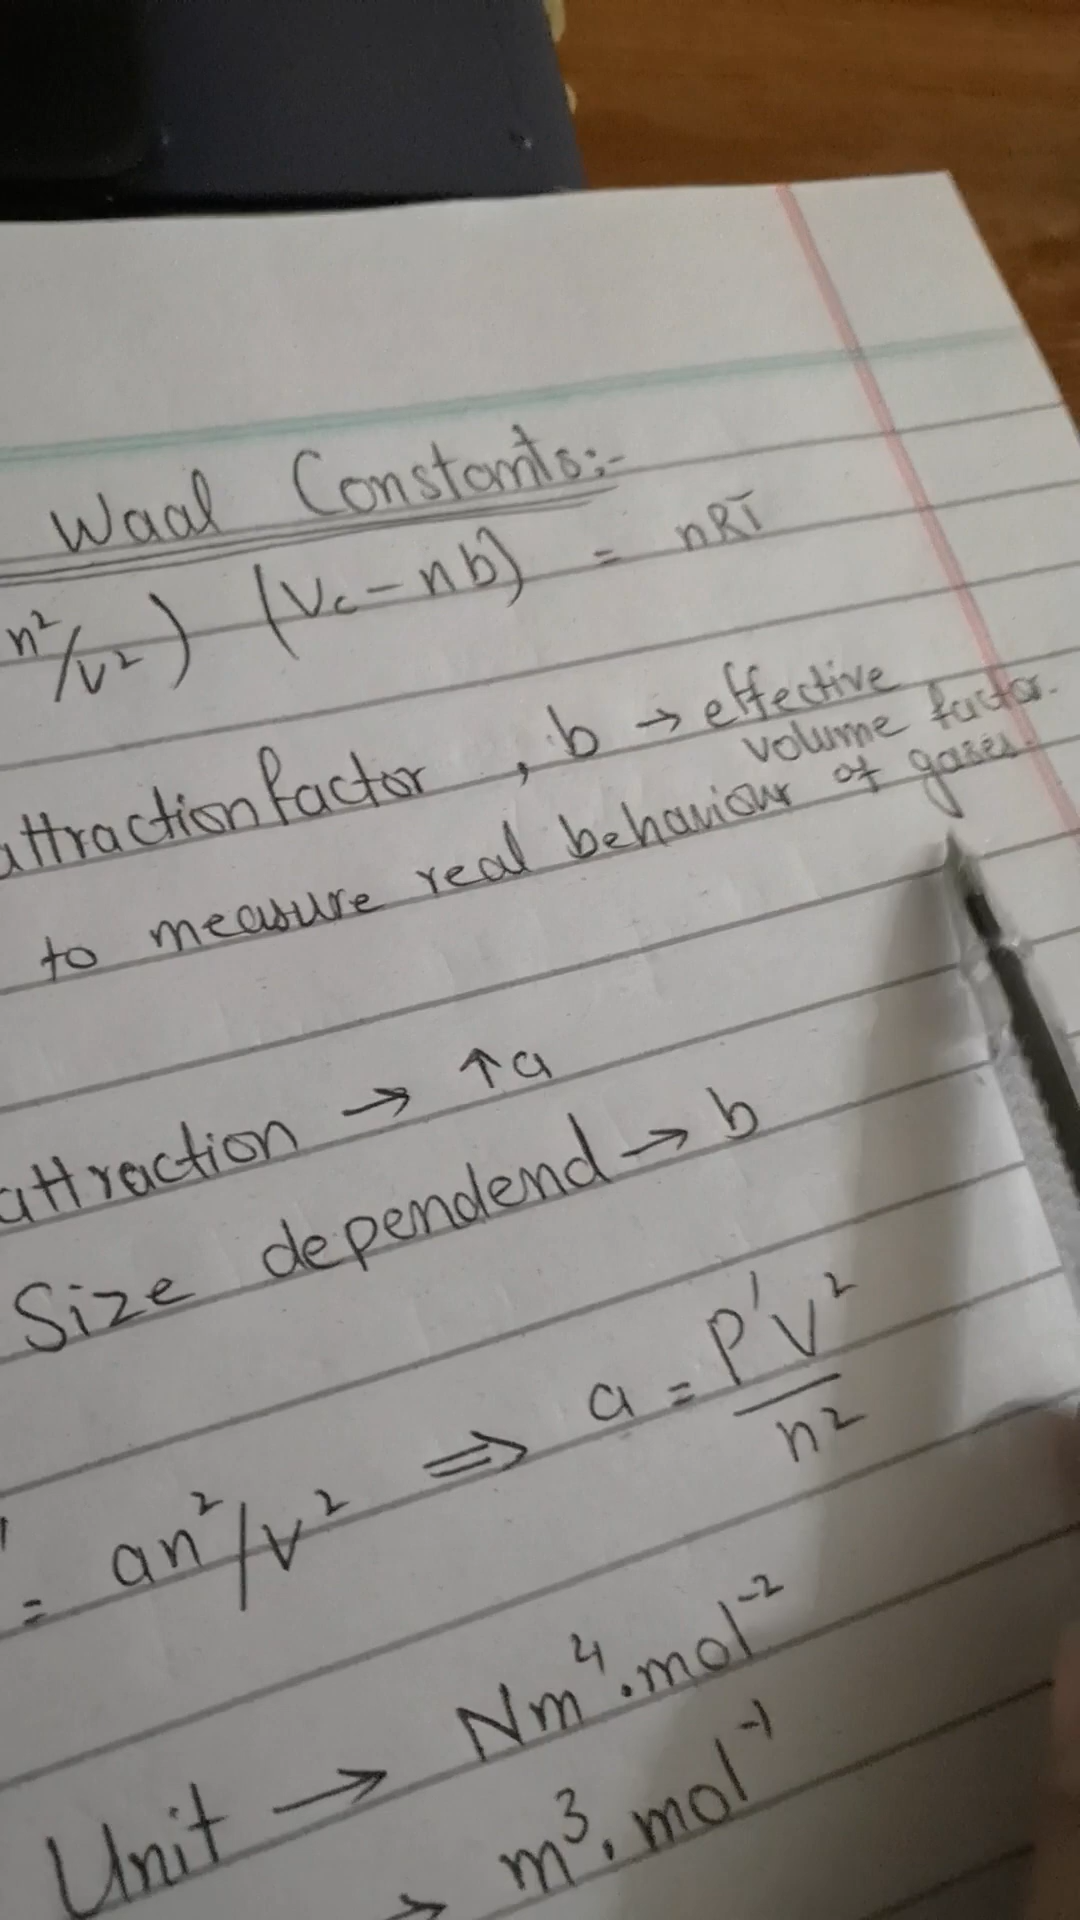 Waal Constants:-
n²/v²) (Vc - nb) = nRT
attraction factor, b → effective
volume factor.
to measure real behaviour of gases.
attraction → ↑a
Size dependend → b
' = an²/v² ⇒ a = P'V²/n²
Unit → Nm⁴.mol⁻²
→ m³.mol⁻¹